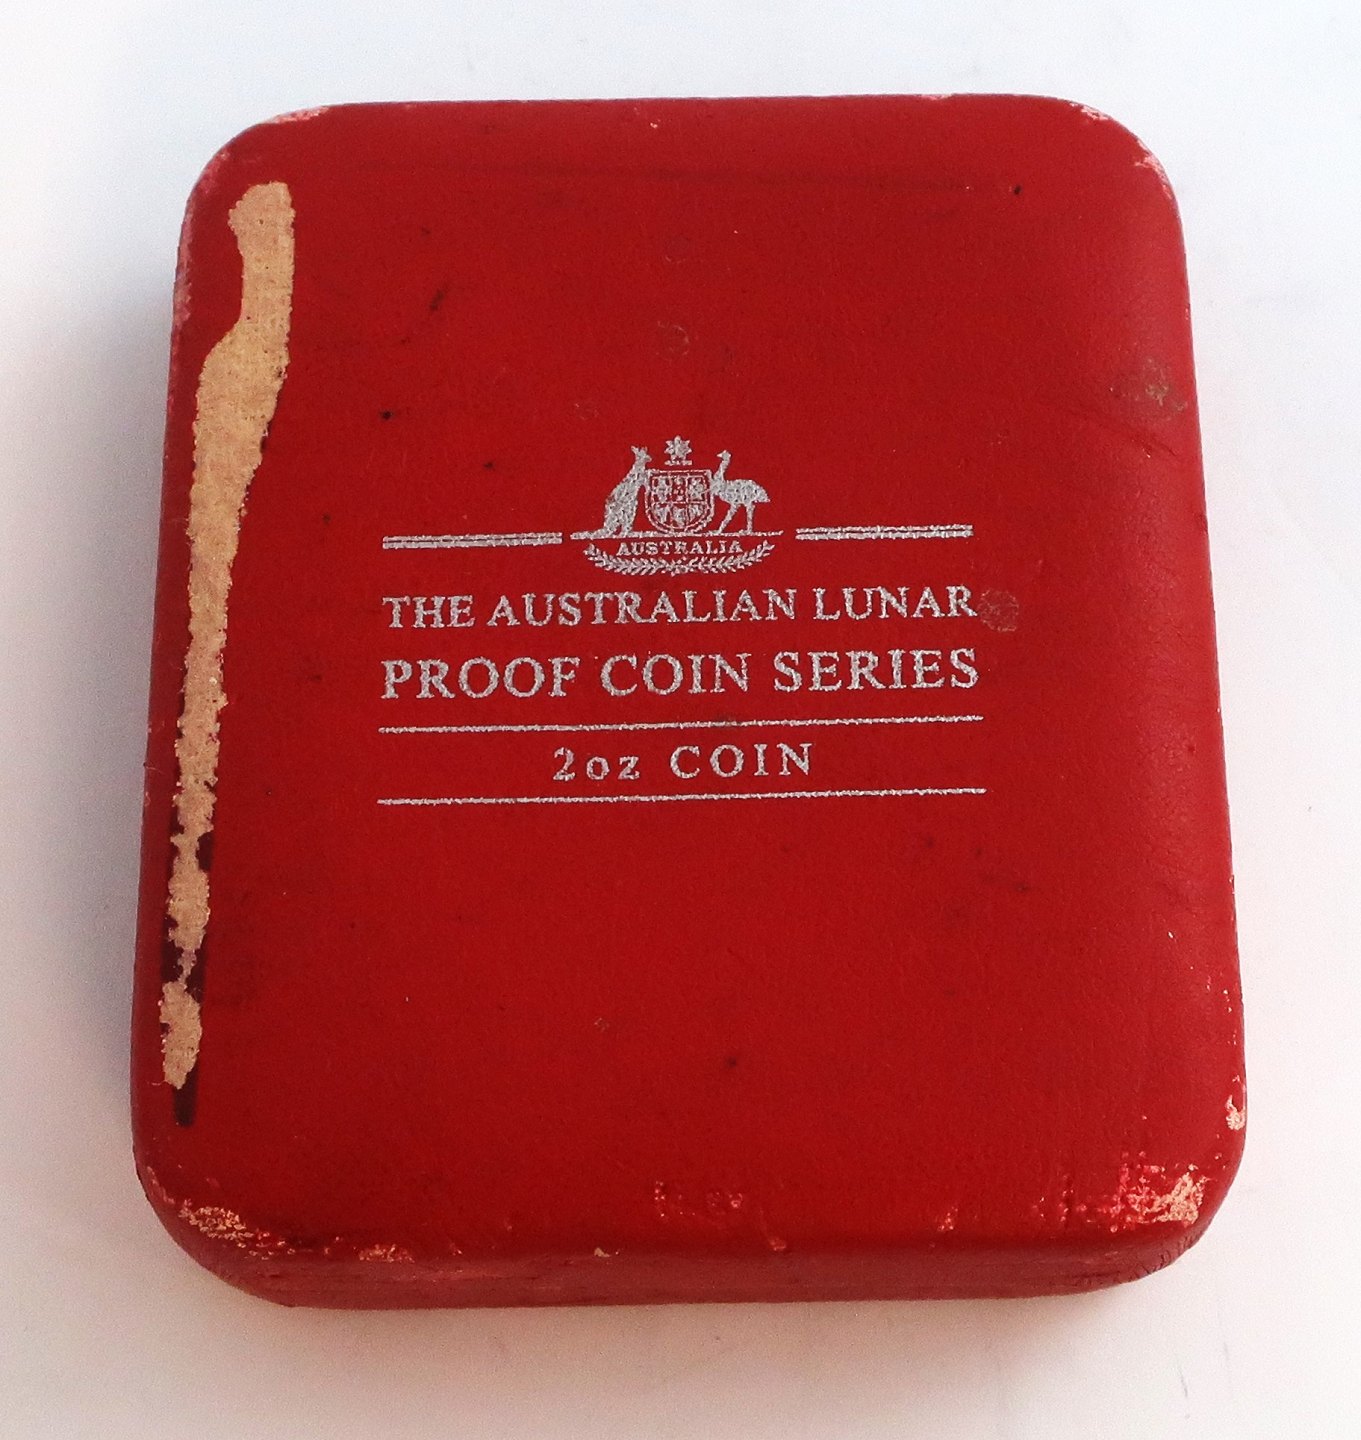 AUSTRALIA
THE AUSTRALIAN LUNAR
PROOF COIN SERIES
2oz COIN